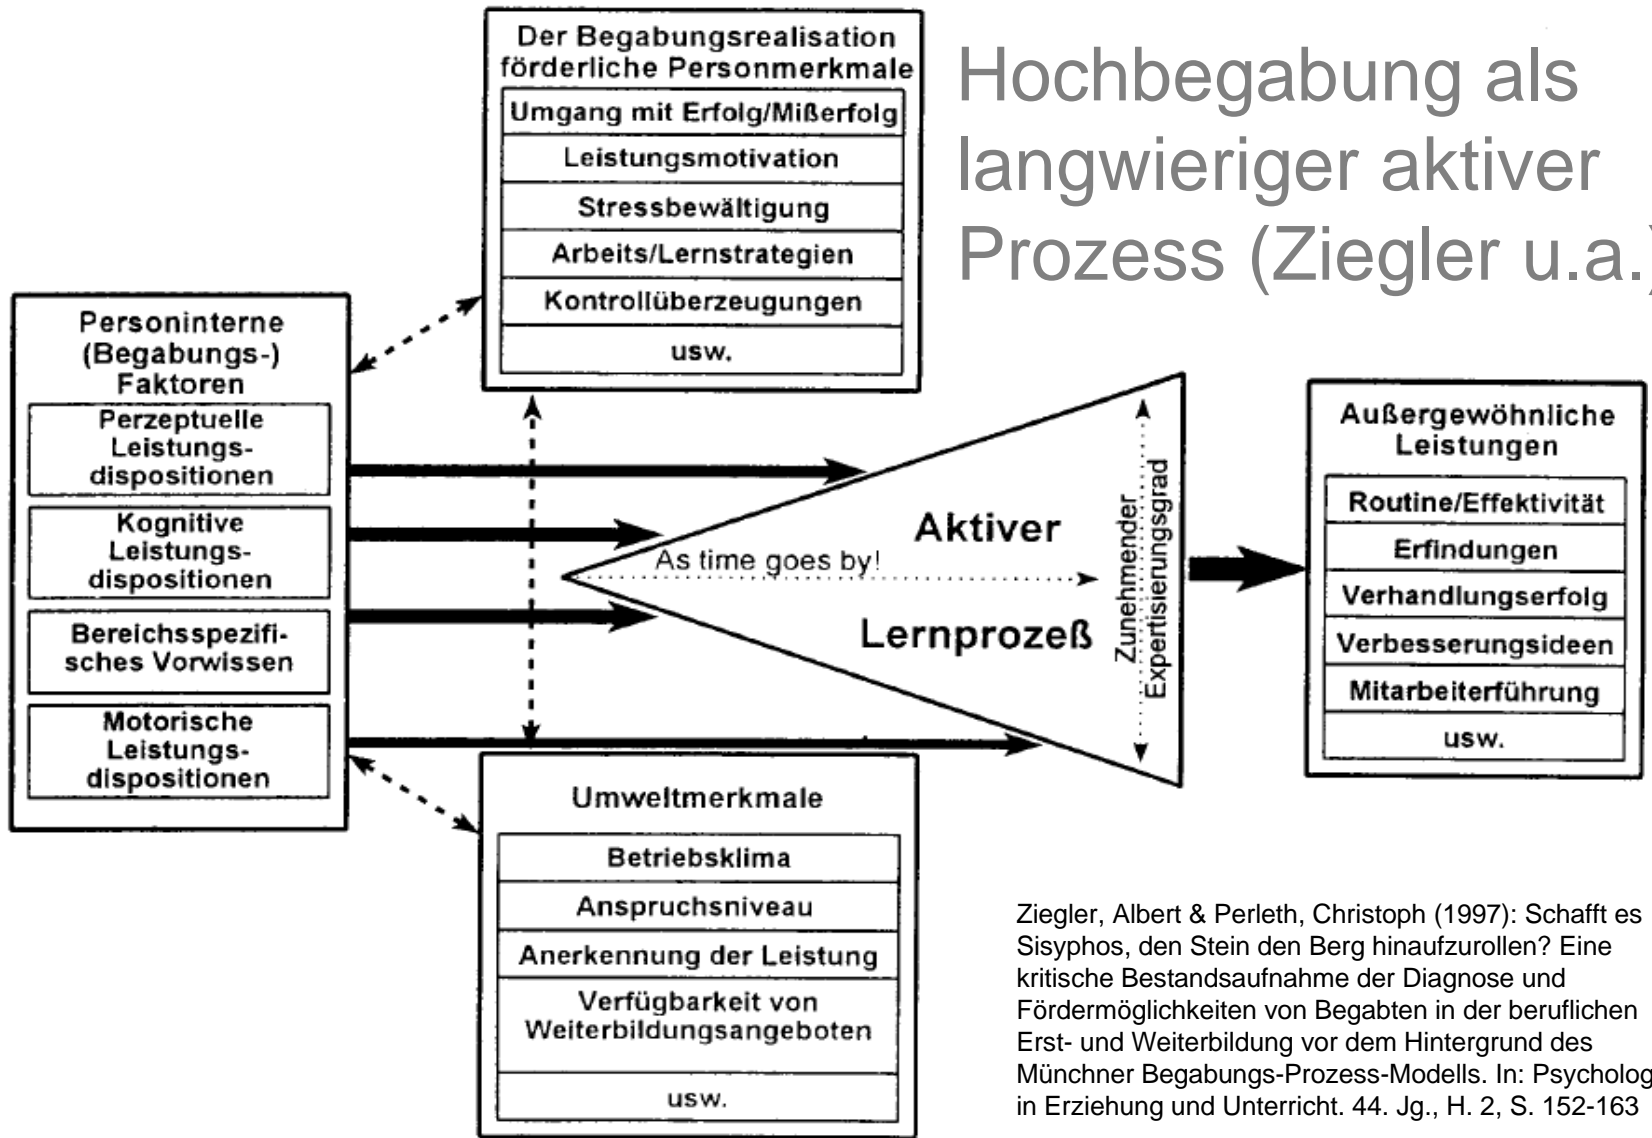 Hochbegabung als
langwieriger aktiver
Prozess (Ziegler u.a.)
Der Begabungsrealisation
förderliche Personmerkmale
Umgang mit Erfolg/Mißerfolg
Leistungsmotivation
Stressbewältigung
Arbeits/Lernstrategien
Kontrollüberzeugungen
usw.
Personinterne
(Begabungs-)
Faktoren
Perzeptuelle
Leistungs-
dispositionen
Kognitive
Leistungs-
dispositionen
Bereichsspezifi-
sches Vorwissen
Motorische
Leistungs-
dispositionen
Aktiver
As time goes by!
Lernprozeß
Zunehmender
Expertisierungsgrad
Außergewöhnliche
Leistungen
Routine/Effektivität
Erfindungen
Verhandlungserfolg
Verbesserungsideen
Mitarbeiterführung
usw.
Umweltmerkmale
Betriebsklima
Anspruchsniveau
Anerkennung der Leistung
Verfügbarkeit von
Weiterbildungsangeboten
usw.
Ziegler, Albert & Perleth, Christoph (1997): Schafft es
Sisyphos, den Stein den Berg hinaufzurollen? Eine
kritische Bestandsaufnahme der Diagnose und
Fördermöglichkeiten von Begabten in der beruflichen
Erst- und Weiterbildung vor dem Hintergrund des
Münchner Begabungs-Prozess-Modells. In: Psycholog
in Erziehung und Unterricht. 44. Jg., H. 2, S. 152-163